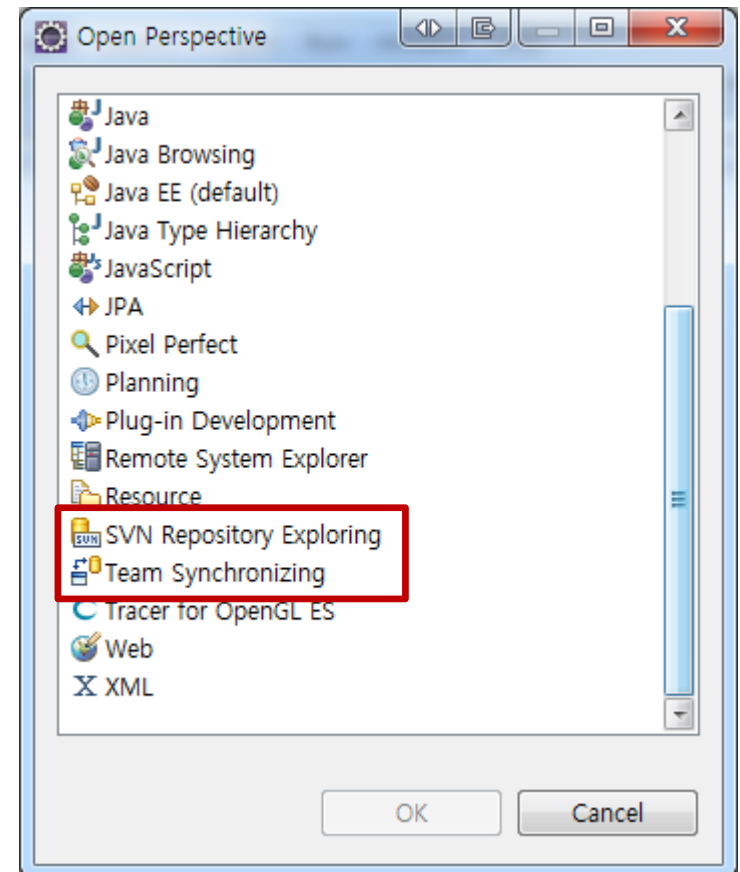 Open Perspective
Java
Java Browsing
Java EE (default)
Java Type Hierarchy
JavaScript
JPA
Pixel Perfect
Planning
Plug-in Development
Remote System Explorer
Resource
SVN Repository Exploring
Team Synchronizing
Tracer for OpenGL ES
Web
XML
OK
Cancel